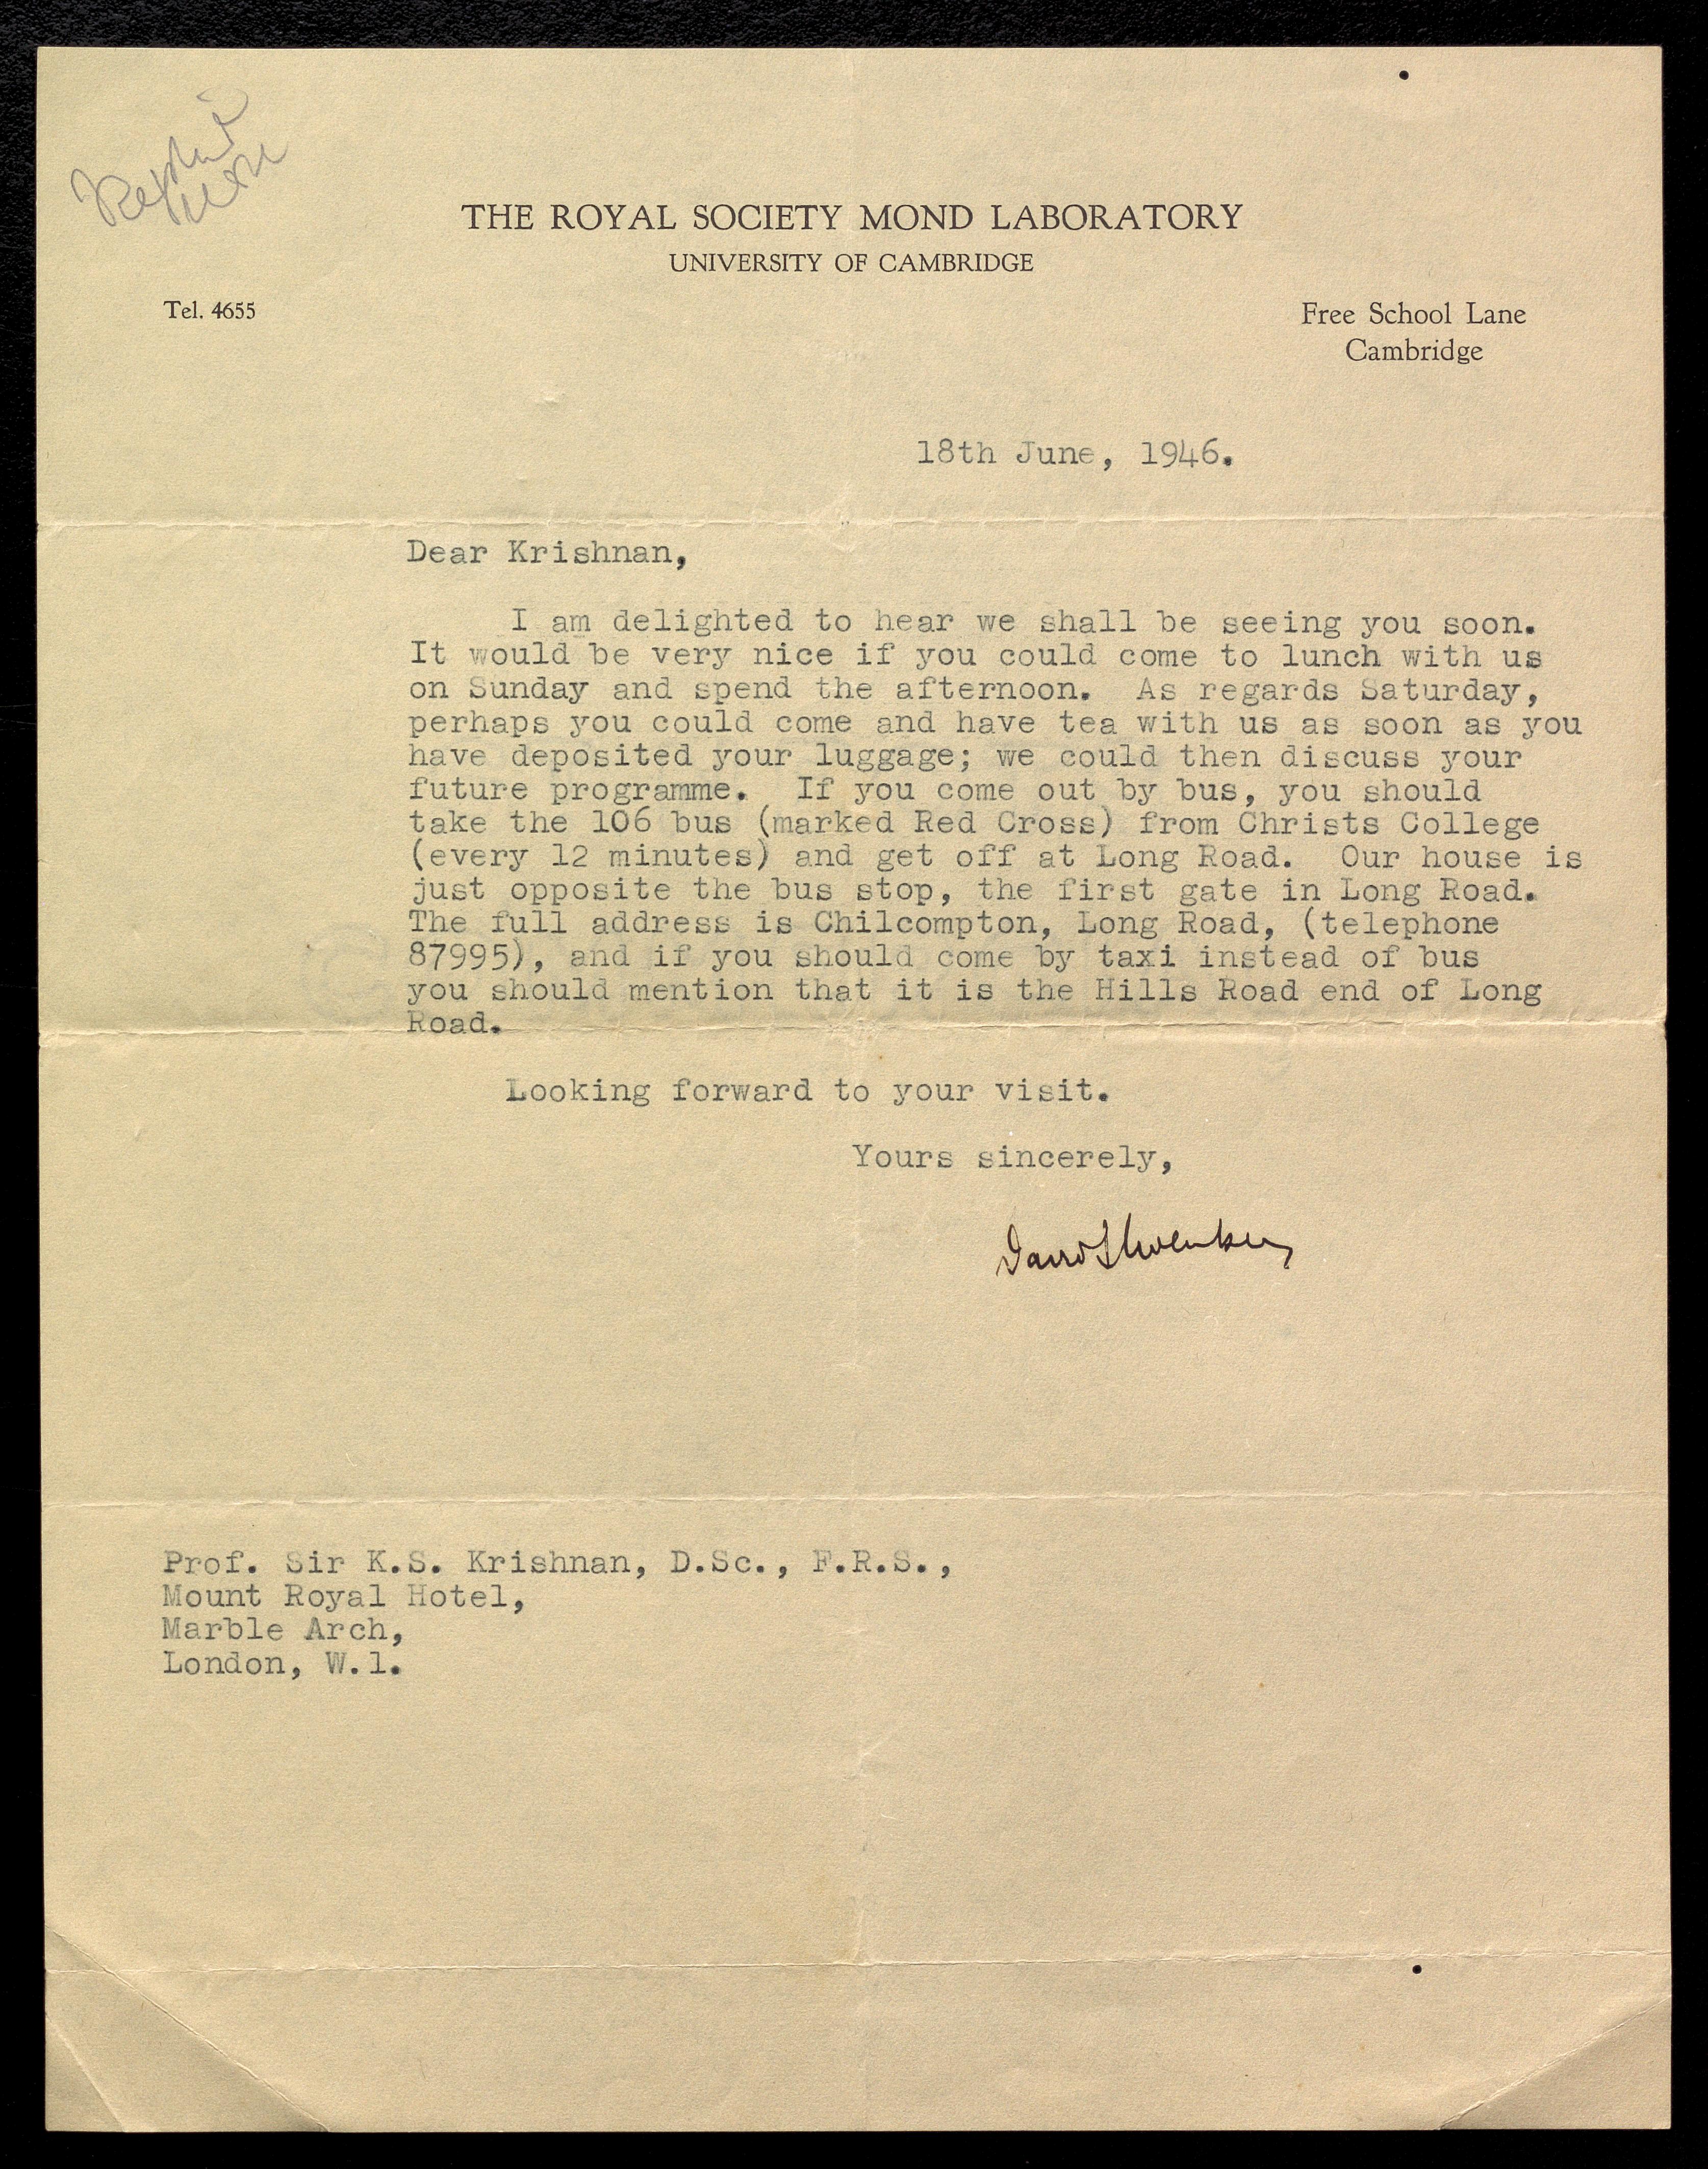 Replied
THE ROYAL SOCIETY MOND LABORATORY
UNIVERSITY OF CAMBRIDGE
Tel. 4655
Free School Lane
Cambridge
18th June, 1946.
Dear Krishnan,
I am delighted to hear we shall be seeing you soon.
It would be very nice if you could come to lunch with us
on Sunday and spend the afternoon. As regards Saturday,
perhaps you could come and have tea with us as soon as you
have deposited your luggage; we could then discuss your
future programme. If you come out by bus, you should
take the 106 bus (marked Red Cross) from Christs College
(every 12 minutes) and get off at Long Road. Our house is
just opposite the bus stop, the first gate in Long Road.
The full address is Chilcompton, Long Road, (telephone
87995), and if you should come by taxi instead of bus
you should mention that it is the Hills Road end of Long
Road.
Looking forward to your visit.
Yours sincerely,
David Shoenberg
Prof. Sir K.S. Krishnan, D.Sc., F.R.S.,
Mount Royal Hotel,
Marble Arch,
London, W.1.